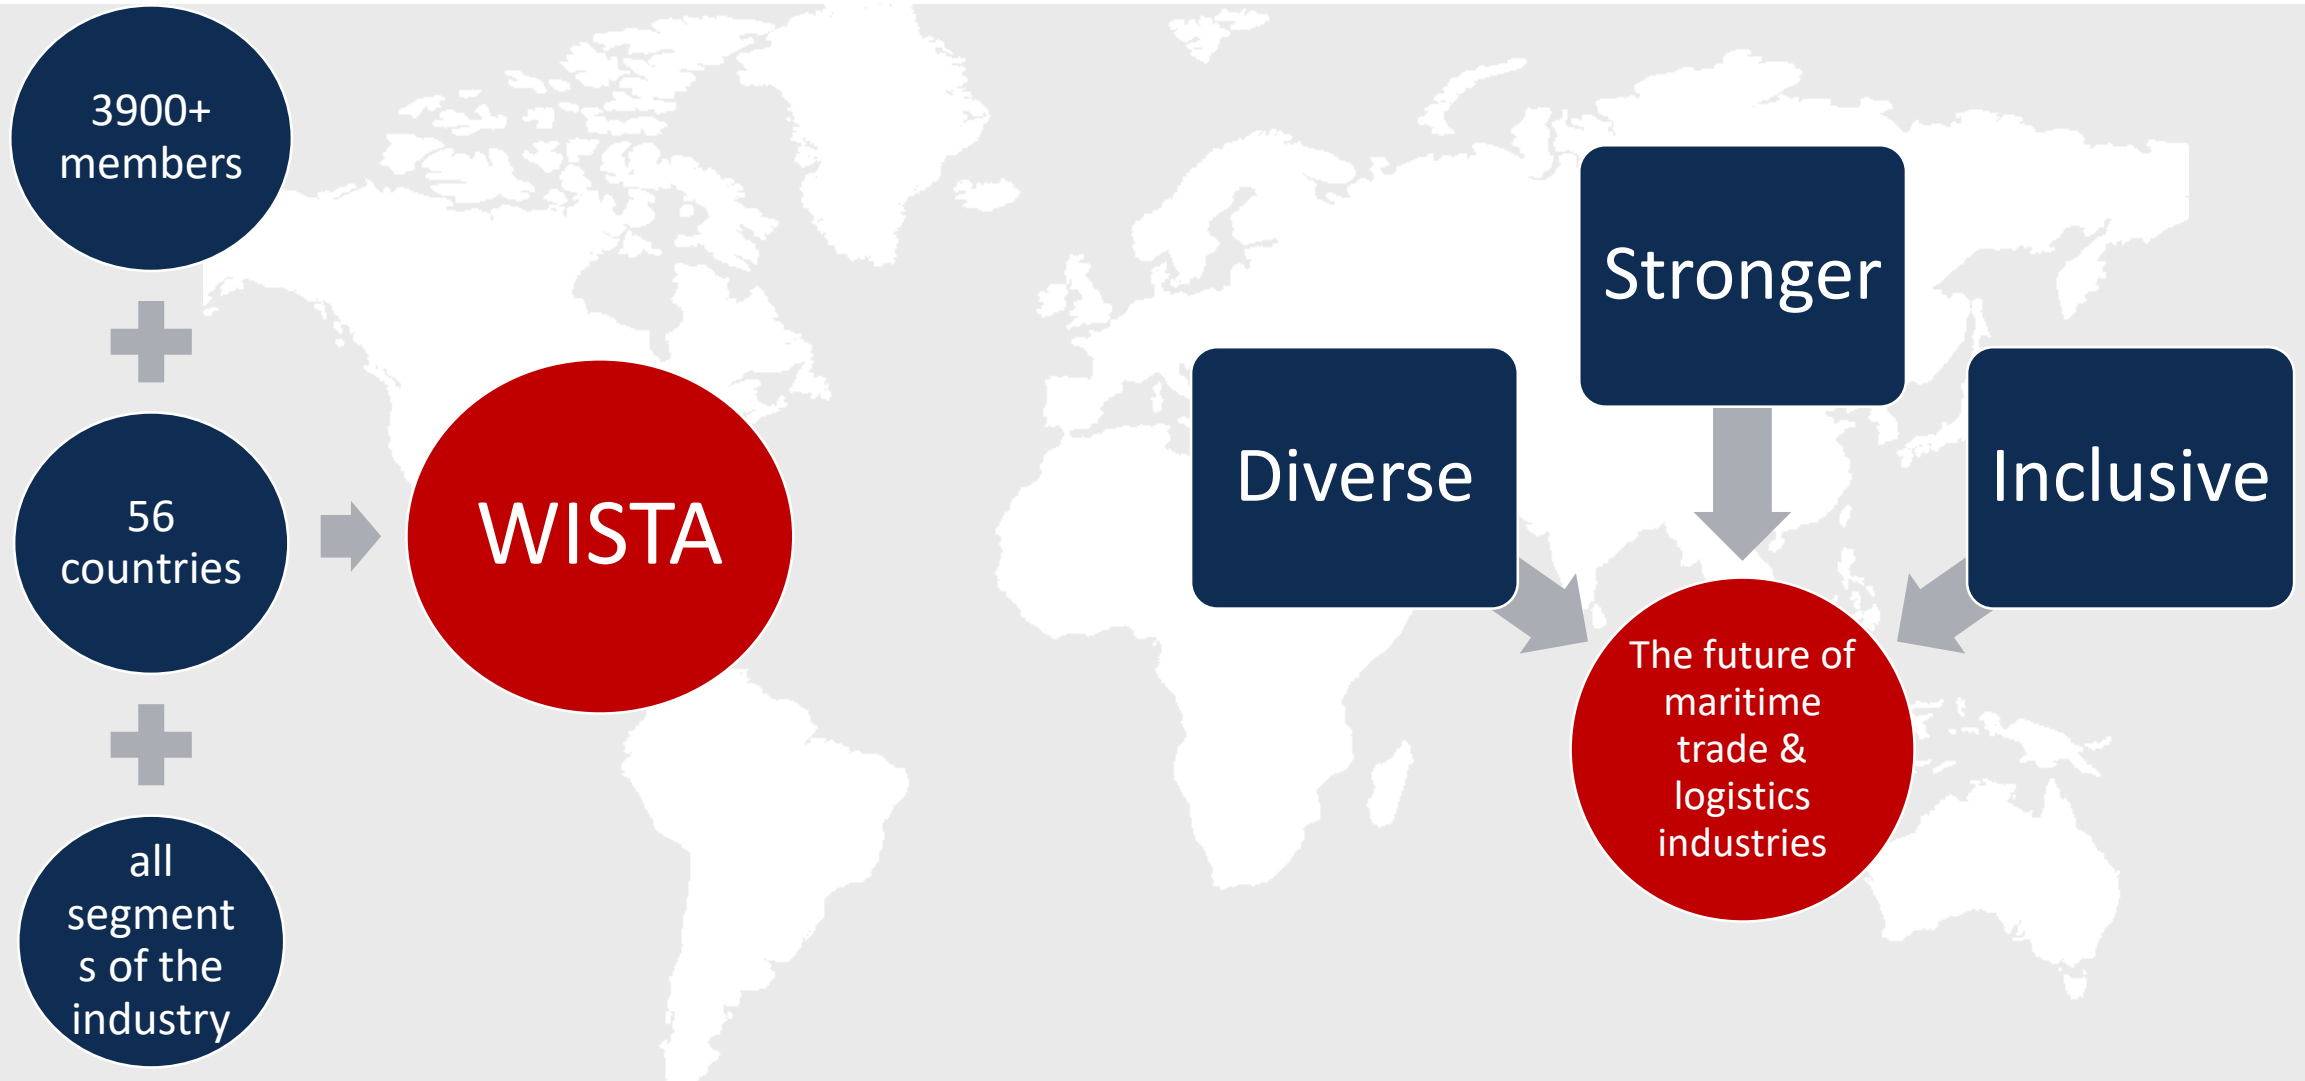 3900+
members
56
countries
all
segment
s of the
industry
WISTA
Diverse
Stronger
Inclusive
The future of
maritime
trade &
logistics
industries